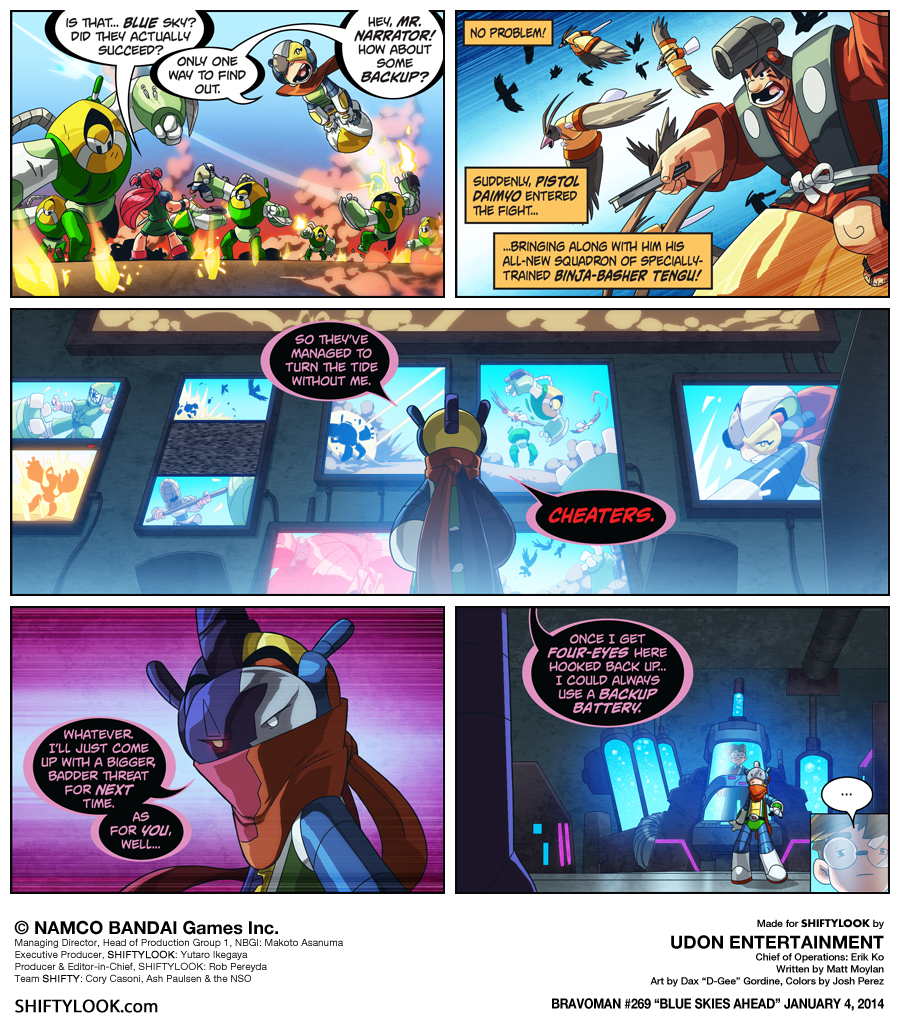 IS THAT... BLUE SKY?
DID THEY ACTUALLY
SUCCEED?
ONLY ONE
WAY TO FIND
OUT.
HEY, MR.
NARRATOR!
HOW ABOUT
SOME
BACKUP?
NO PROBLEM!
SUDDENLY, PISTOL
DAIMYO ENTERED
THE FIGHT...
...BRINGING ALONG WITH HIM HIS
ALL-NEW SQUADRON OF SPECIALLY-
TRAINED BINJA-BASHER TENGU!
SO THEY'VE
MANAGED TO
TURN THE TIDE
WITHOUT ME.
CHEATERS.
WHATEVER.
I'LL JUST COME
UP WITH A BIGGER,
BADDER THREAT
FOR NEXT
TIME.
AS
FOR YOU,
WELL...
ONCE I GET
FOUR-EYES HERE
HOOKED BACK UP...
I COULD ALWAYS
USE A BACKUP
BATTERY.
...
© NAMCO BANDAI Games Inc.
Managing Director, Head of Production Group 1, NBGI: Makoto Asanuma
Executive Producer, SHIFTYLOOK: Yutaro Ikegaya
Producer & Editor-in-Chief, SHIFTYLOOK: Rob Pereyda
Team SHIFTY: Cory Casoni, Ash Paulsen & the NSO
SHIFTYLOOK.com
Made for SHIFTYLOOK by
UDON ENTERTAINMENT
Chief of Operations: Erik Ko
Written by Matt Moylan
Art by Dax "D-Gee" Gordine, Colors by Josh Perez
BRAVOMAN #269 "BLUE SKIES AHEAD" JANUARY 4, 2014